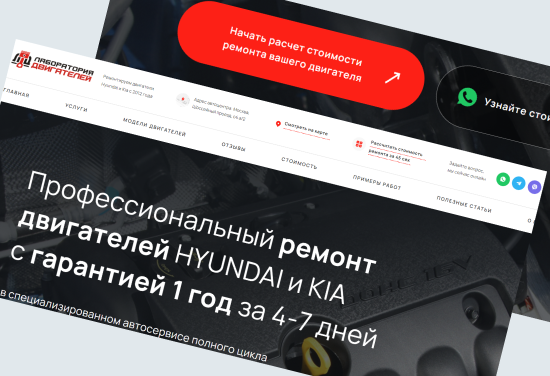 Начать расчет стоимости
ремонта вашего двигателя
Узнайте
ЛАБОРАТОРИЯ
ДВИГАТЕЛЕЙ
Ремонтируем двигатели
Hyundai и Kia с 2012 года
Адрес автоцентра: Москва,
Смотреть на карте
Рассчитать стоимость
ремонта за 45 сек
Задайте вопрос,
мы сейчас онлайн
ГЛАВНАЯ
УСЛУГИ
МОДЕЛИ ДВИГАТЕЛЕЙ
ОТЗЫВЫ
СТОИМОСТЬ
ПРИМЕРЫ РАБОТ
ПОЛЕЗНЫЕ СТАТЬИ
Профессиональный ремонт
двигателей HYUNDAI и KIA
с гарантией 1 год за 4-7 дней
в специализированном автосервисе полного цикла